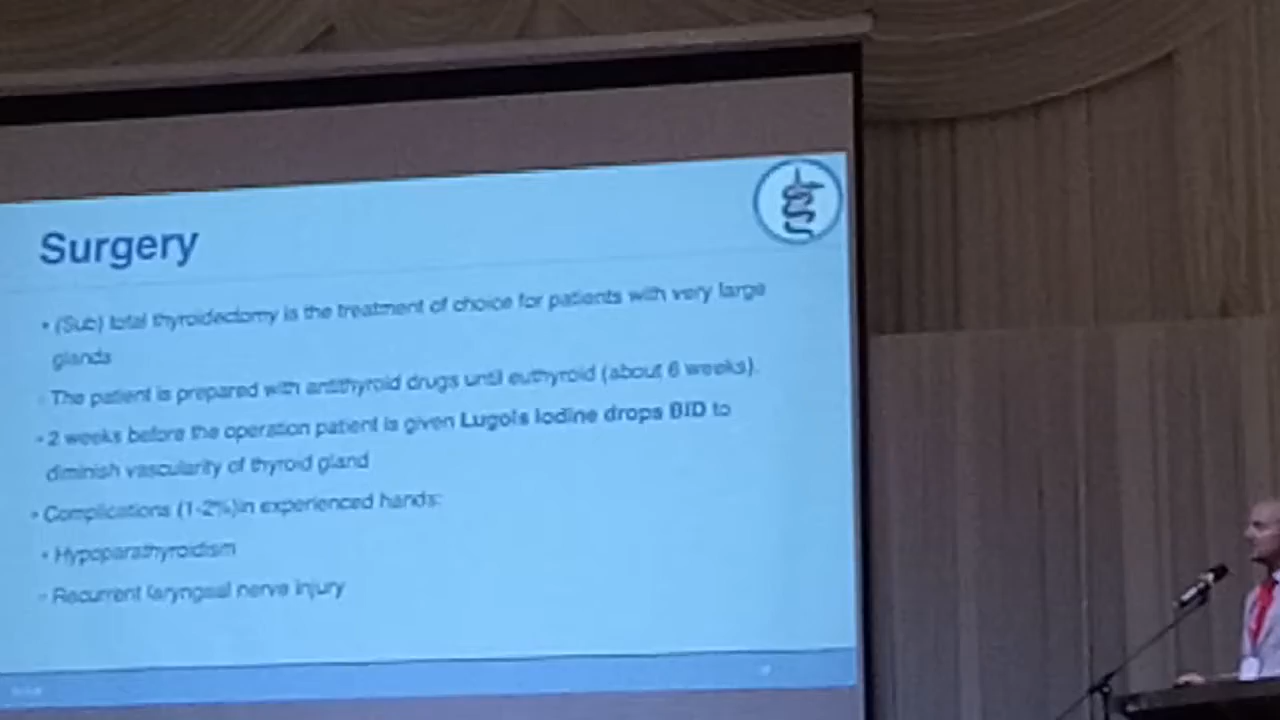 Surgery
• (Sub) total thyroidectomy is the treatment of choice for patients with very large
glands
• The patient is prepared with antithyroid drugs until euthyroid (about 6 weeks).
• 2 weeks before the operation patient is given Lugols Iodine drops BID to
diminish vascularity of thyroid gland
• Complications (1-2%)in experienced hands:
• Hypoparathyroidism
• Recurrent laryngeal nerve injury